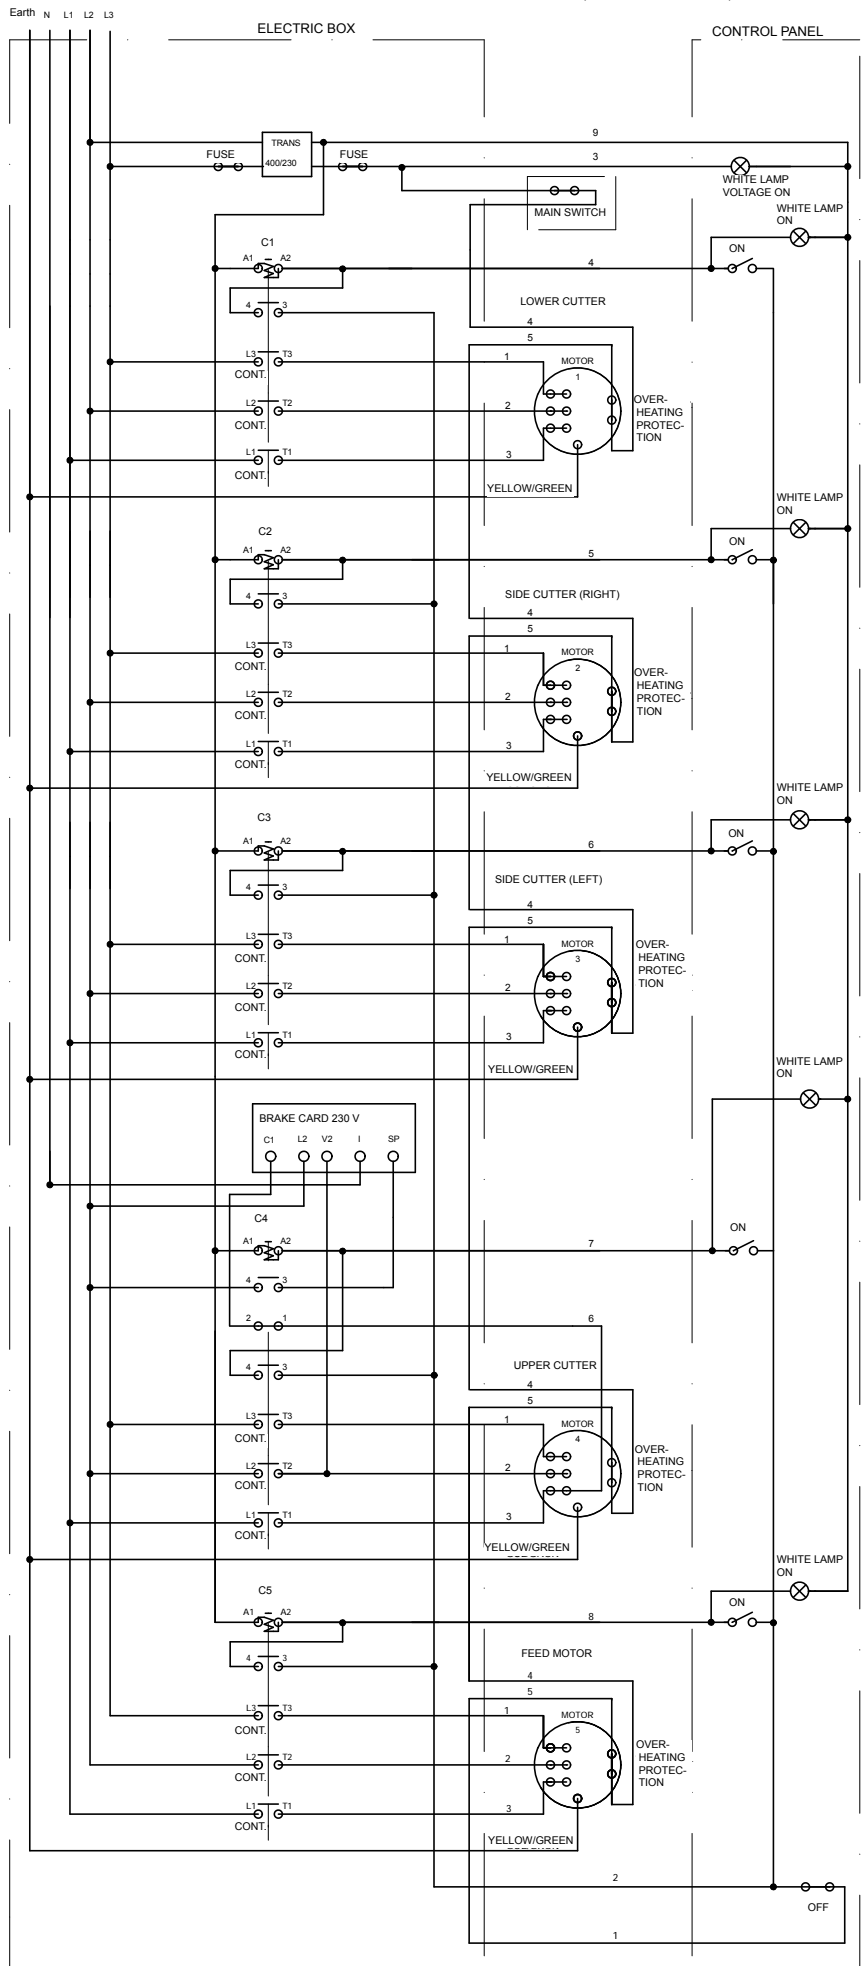 Earth N L1 L2 L3
ELECTRIC BOX
CONTROL PANEL
9
TRANS
FUSE
400/230
FUSE
3
WHITE LAMP
VOLTAGE ON
MAIN SWITCH
WHITE LAMP
ON
C1
ON
A1 A2
4
4 3
LOWER CUTTER
4
5
L3 T3
1
MOTOR
1
CONT.
L2 T2
2
OVER-
HEATING
PROTEC-
TION
CONT.
L1 T1
3
CONT.
YELLOW/GREEN
WHITE LAMP
ON
C2
ON
A1 A2
5
4 3
SIDE CUTTER (RIGHT)
4
5
L3 T3
1
MOTOR
2
CONT.
L2 T2
2
OVER-
HEATING
PROTEC-
TION
CONT.
L1 T1
3
CONT.
YELLOW/GREEN
WHITE LAMP
ON
C3
ON
A1 A2
6
4 3
SIDE CUTTER (LEFT)
4
5
L3 T3
1
MOTOR
3
CONT.
L2 T2
2
OVER-
HEATING
PROTEC-
TION
CONT.
L1 T1
3
CONT.
YELLOW/GREEN
WHITE LAMP
ON
BRAKE CARD 230 V
C1 L2 V2 I SP
C4
ON
A1 A2
7
4 3
2 1
6
4 3
UPPER CUTTER
4
5
L3 T3
1
MOTOR
4
CONT.
L2 T2
2
OVER-
HEATING
PROTEC-
TION
CONT.
L1 T1
3
CONT.
YELLOW/GREEN
WHITE LAMP
ON
C5
ON
A1 A2
8
4 3
FEED MOTOR
4
5
L3 T3
1
MOTOR
5
CONT.
L2 T2
2
OVER-
HEATING
PROTEC-
TION
CONT.
L1 T1
3
CONT.
YELLOW/GREEN
2
OFF
1